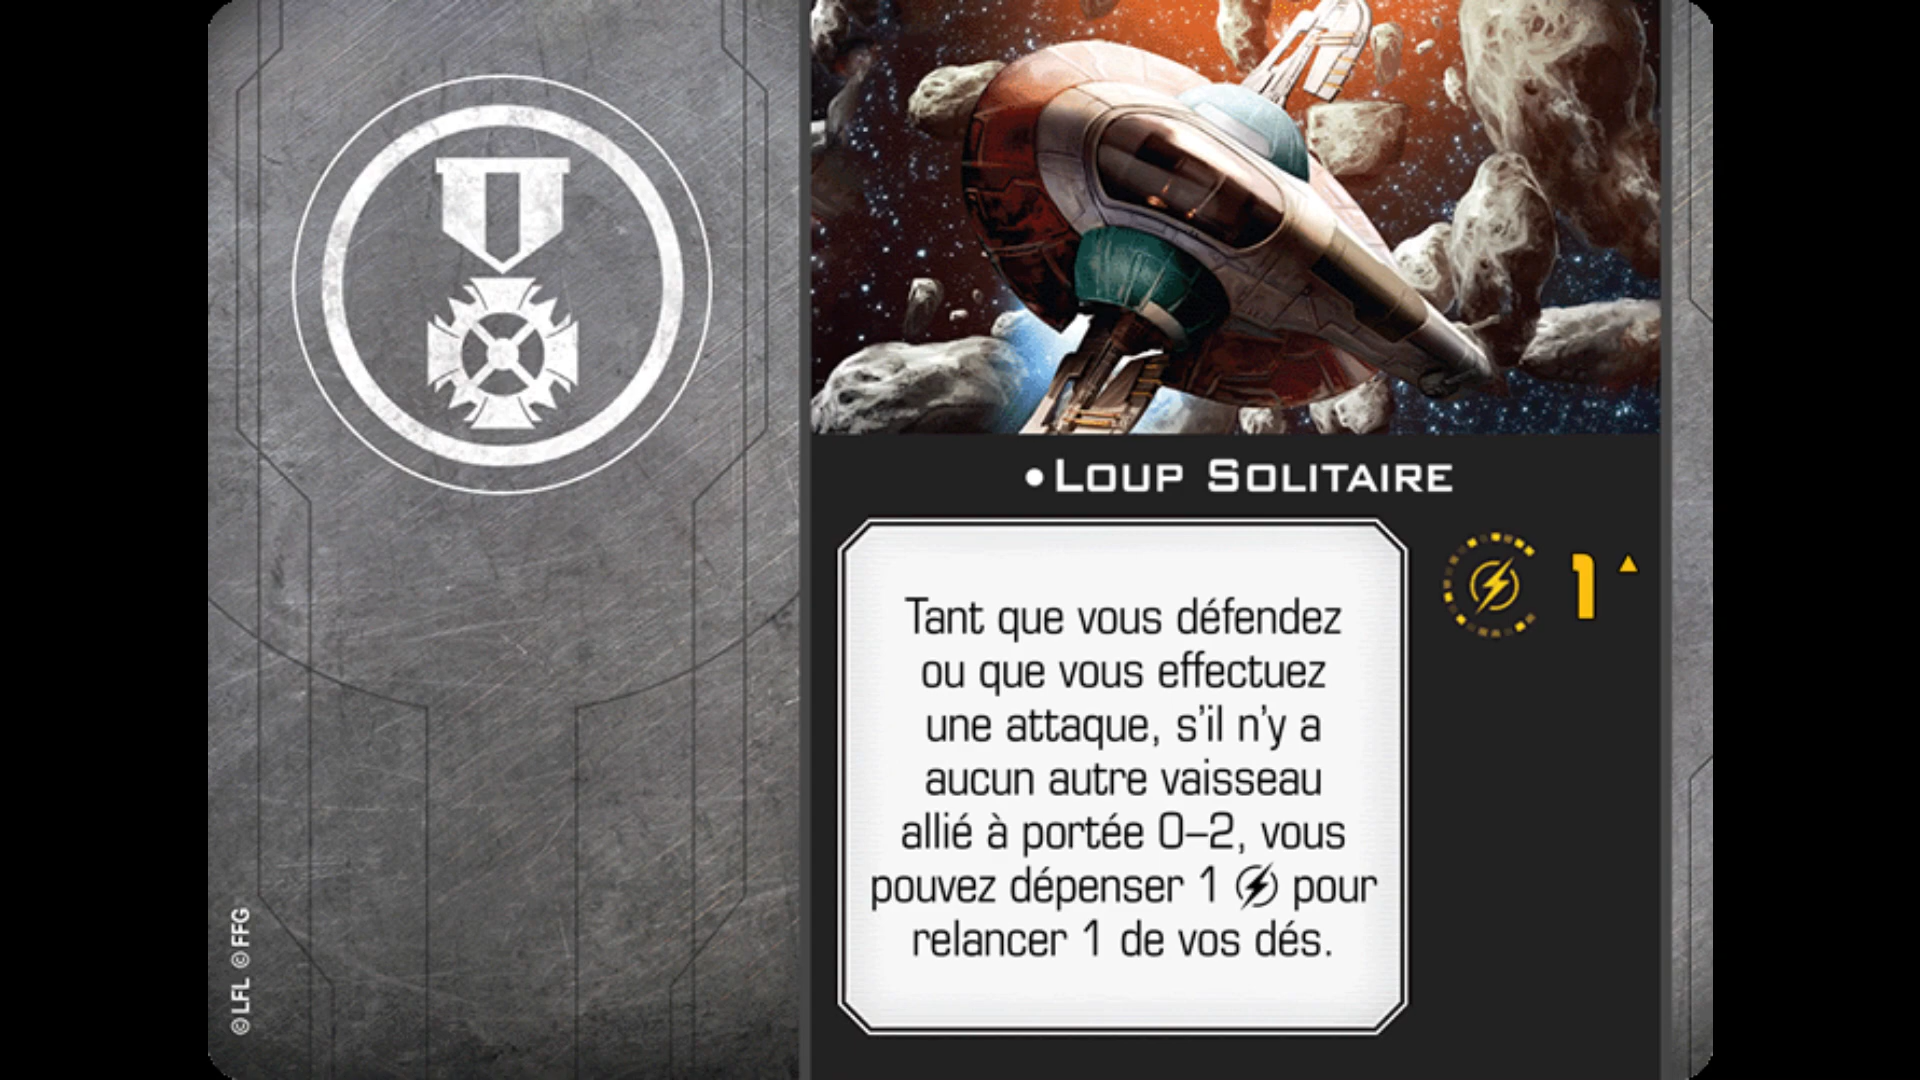 •Loup Solitaire
Tant que vous défendez
ou que vous effectuez
une attaque, s'il n'y a
aucun autre vaisseau
allié à portée 0–2, vous
pouvez dépenser 1 pour
relancer 1 de vos dés.
1
©LFL ©FFG